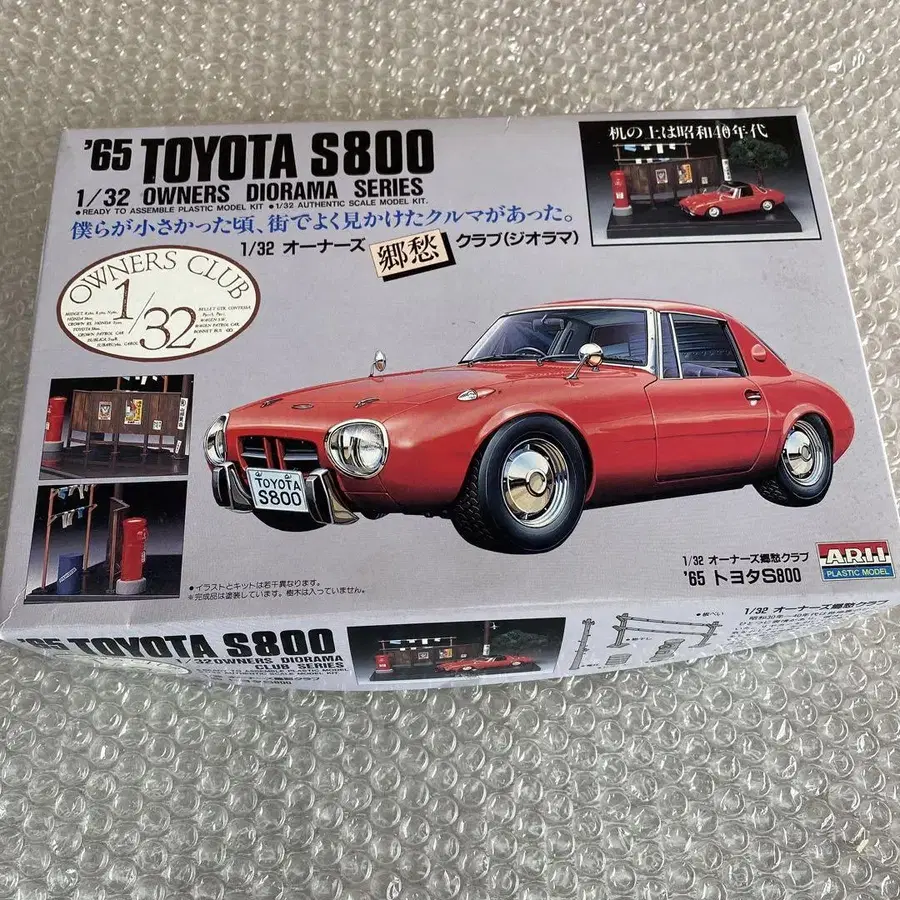 '65 TOYOTA S800
1/32 OWNERS DIORAMA SERIES
●READY TO ASSEMBLE PLASTIC MODEL KIT ●1/32 AUTHENTIC SCALE MODEL KIT.
僕らが小さかった頃、街でよく見かけたクルマがあった。
1/32 オーナーズ 郷愁 クラブ(ジオラマ)
机の上は昭和40年代
OWNERS CLUB
1/32
TOYOTA
S800
●イラストとキットは若干異なります。
※完成品は塗装しています。樹木は入っていません。
1/32 オーナーズ郷愁クラブ
'65 トヨタS800
ARII
PLASTIC MODEL
'65 TOYOTA S800
1/32 OWNERS DIORAMA
CLUB SERIES
●板べい
1/32 オーナーズ郷愁クラブ